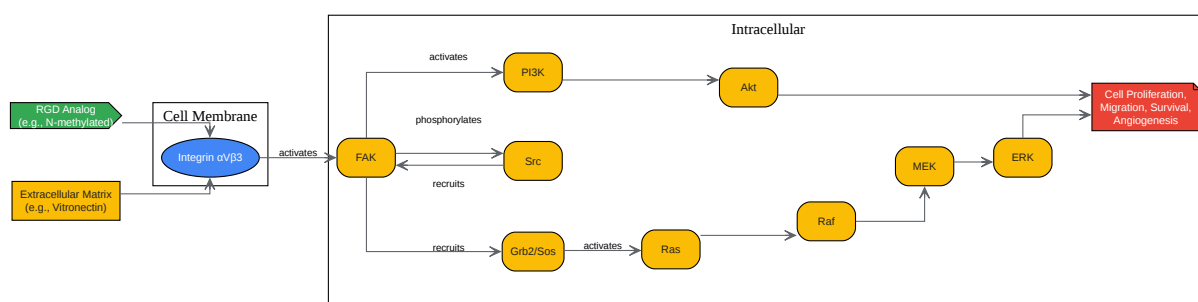 Intracellular
activates
PI3K
Akt
RGD Analog
(e.g., N-methylated)
Cell Membrane
Cell Proliferation,
Migration, Survival,
Angiogenesis
phosphorylates
Integrin αVβ3
activates
FAK
Src
MEK
ERK
recruits
Extracellular Matrix
(e.g., Vitronectin)
Raf
recruits
Grb2/Sos
activates
Ras